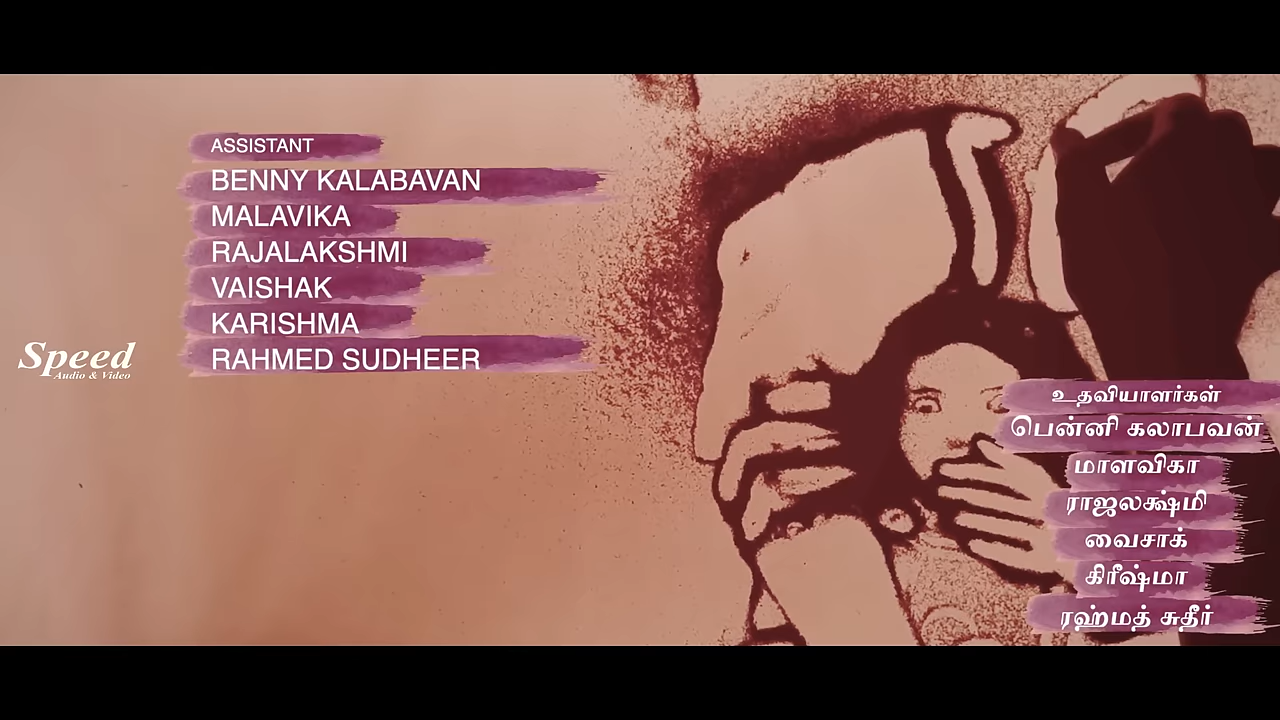 ASSISTANT
BENNY KALABAVAN
MALAVIKA
RAJALAKSHMI
VAISHAK
KARISHMA
RAHMED SUDHEER
Speed
Audio & Video
உதவியாளர்கள்
பென்னி கலாபவன்
மாளவிகா
ராஜலக்ஷ்மி
வைசாக்
கிரீஷ்மா
ரஹ்மத் சுதீர்